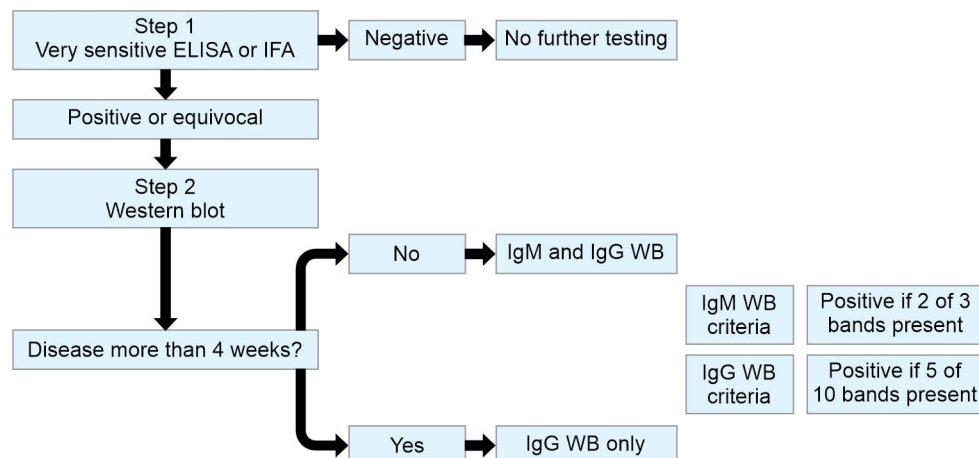 Step 1
Very sensitive ELISA or IFA
Negative
No further testing
Positive or equivocal
Step 2
Western blot
No
IgM and IgG WB
IgM WB
criteria
Positive if 2 of 3
bands present
Disease more than 4 weeks?
IgG WB
criteria
Positive if 5 of
10 bands present
Yes
IgG WB only